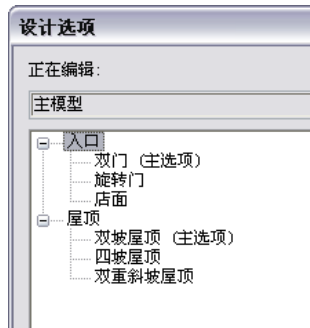 设计选项
正在编辑:
主模型
入口
双门 (主选项)
旋转门
店面
屋顶
双坡屋顶 (主选项)
四坡屋顶
双重斜坡屋顶